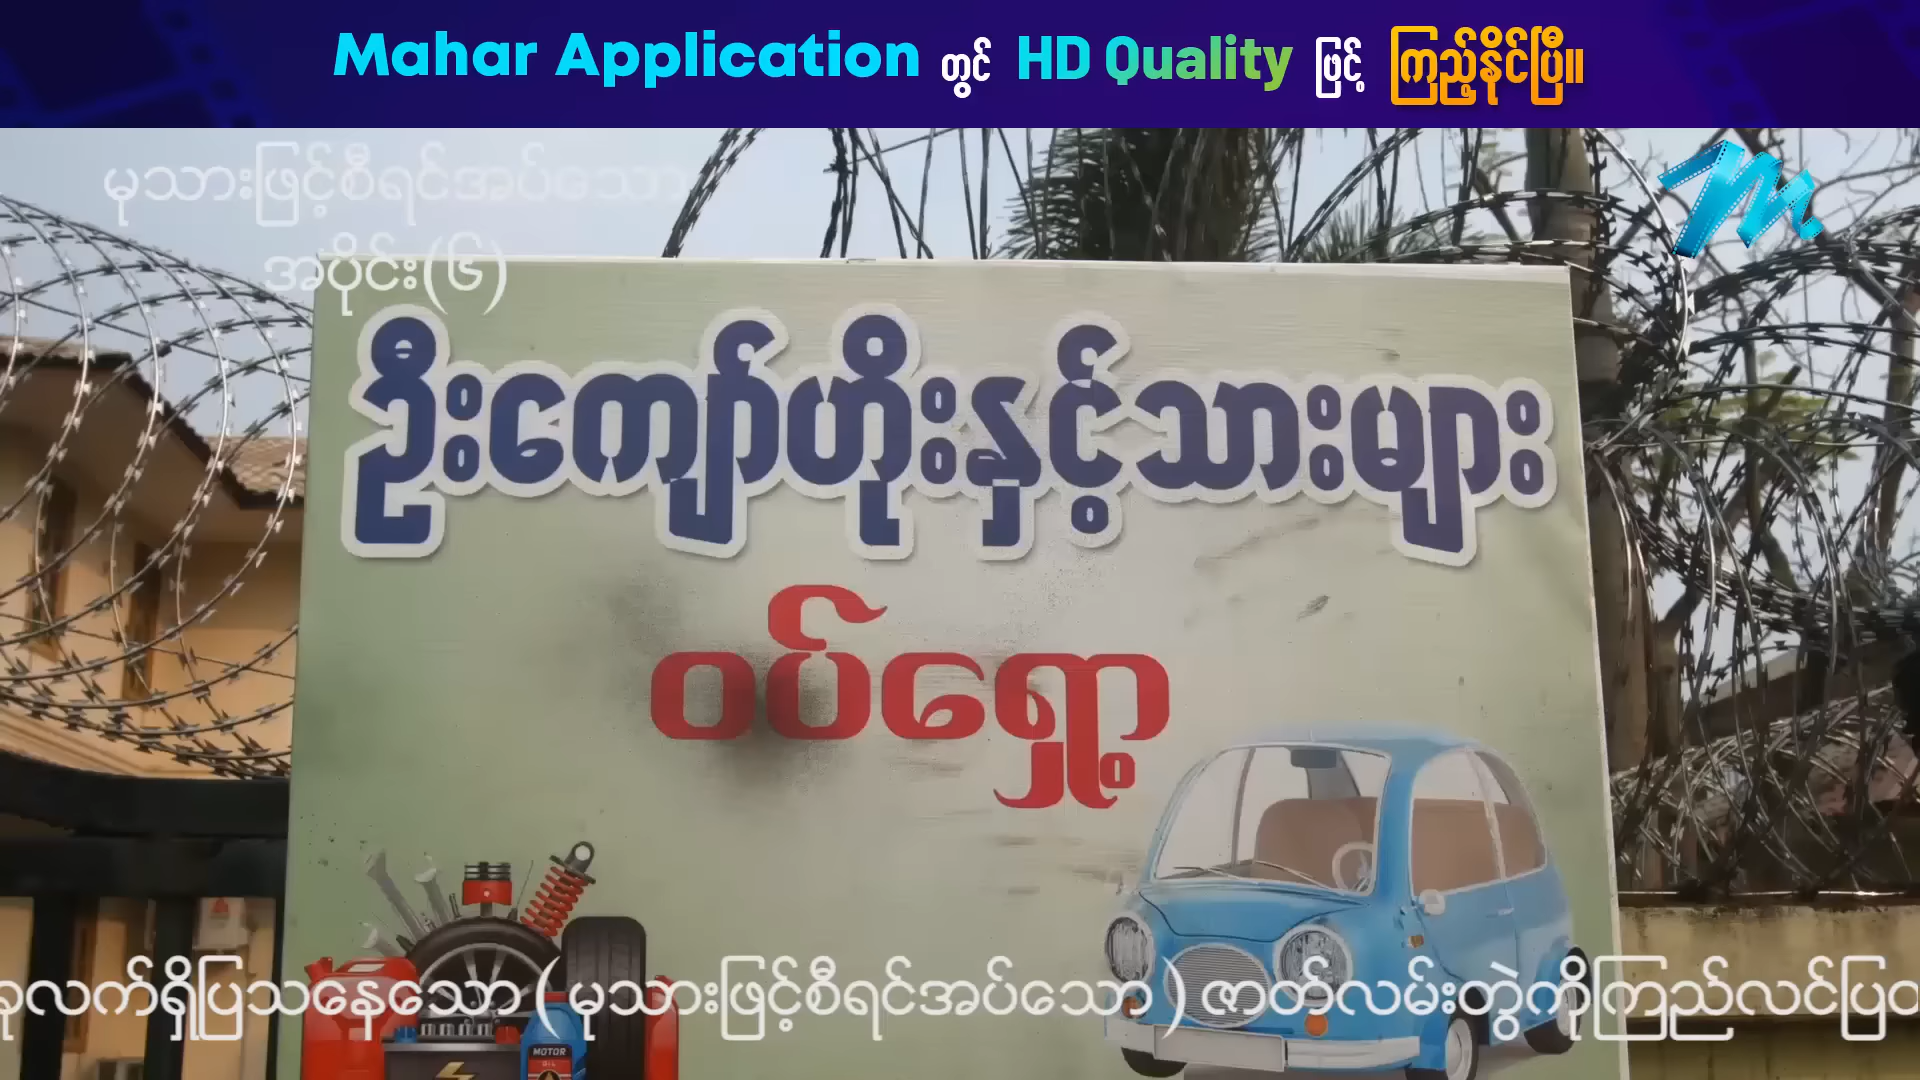 Mahar Application တွင် HD Quality ဖြင့် ကြည့်နိုင်ပြီ။
မုသားဖြင့်စီရင်အပ်သော
အပိုင်း(၆)
ဦးကျော်ဟိုးနှင့်သားများ
ဝပ်ရှော့
ခုလက်ရှိပြသနေသော ( မုသားဖြင့်စီရင်အပ်သော ) ဇာတ်လမ်းတွဲကိုကြည်လင်ပြ
MOTOR
OIL